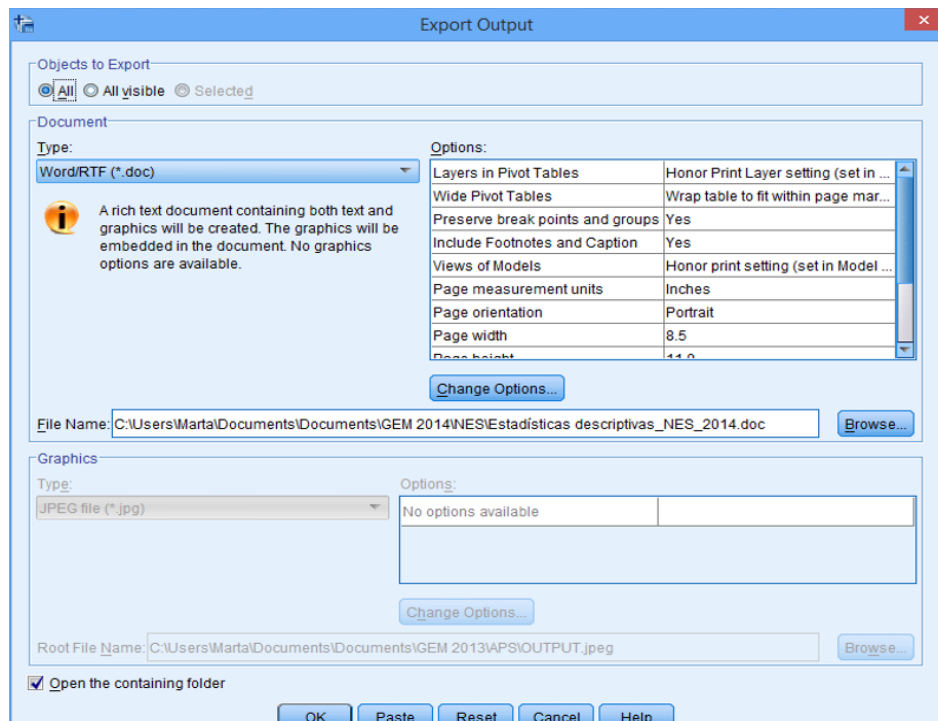 Export Output
Objects to Export
All All visible Selected
Document
Type:
Word/RTF (*.doc)
A rich text document containing both text and
graphics will be created. The graphics will be
embedded in the document. No graphics
options are available.
Options:
Layers in Pivot Tables Honor Print Layer setting (set in ...
Wide Pivot Tables Wrap table to fit within page mar...
Preserve break points and groups Yes
Include Footnotes and Caption Yes
Views of Models Honor print setting (set in Model ...
Page measurement units Inches
Page orientation Portrait
Page width 8.5
Page height 11.0
Change Options...
File Name: C:\Users\Marta\Documents\Documents\GEM 2014\NES\Estadísticas descriptivas_NES_2014.doc Browse...
Graphics
Type:
JPEG file (*.jpg)
Options:
No options available
Change Options...
Root File Name: C:\Users\Marta\Documents\Documents\GEM 2013\APS\OUTPUT.jpeg Browse...
Open the containing folder
OK Paste Reset Cancel Help